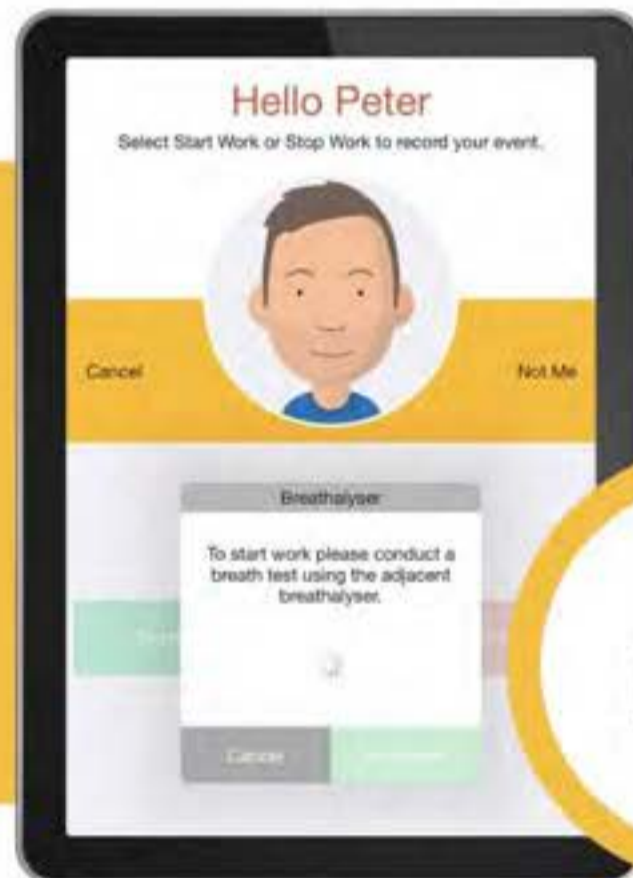 Hello Peter
Select Start Work or Stop Work to record your event.
Cancel
Not Me
Breathalyser
To start work please conduct a
breath test using the adjacent
breathalyser.
Cancel